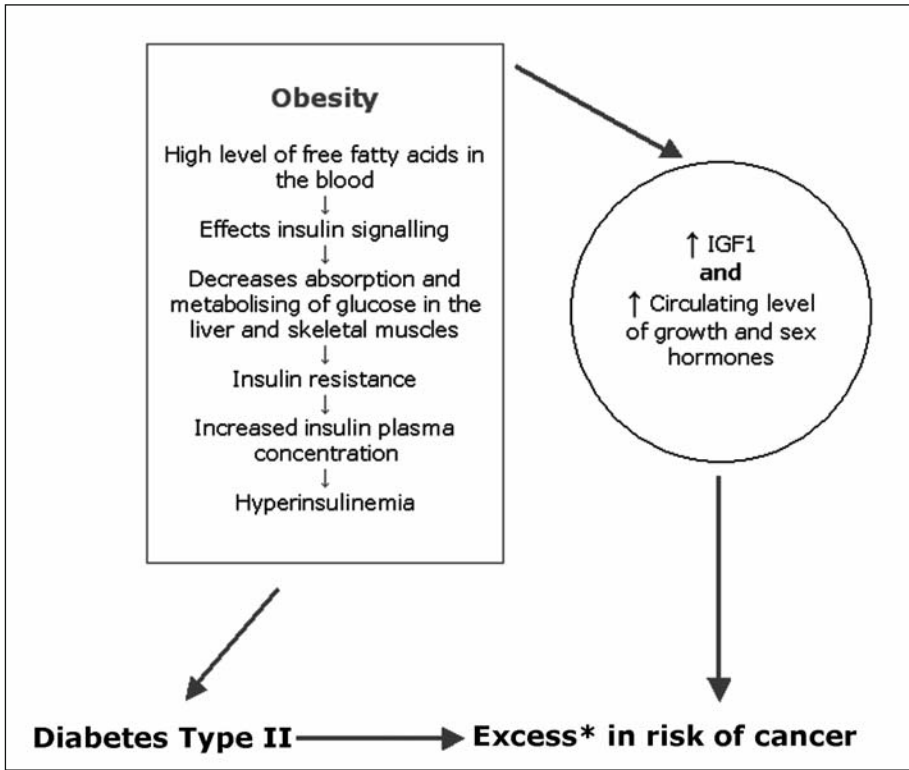 Obesity
High level of free fatty acids in
the blood
↓
Effects insulin signalling
↓
Decreases absorption and
metabolising of glucose in the
liver and skeletal muscles
↓
Insulin resistance
↓
Increased insulin plasma
concentration
↓
Hyperinsulinemia
↑ IGF1
and
↑ Circulating level
of growth and sex
hormones
Diabetes Type II
Excess* in risk of cancer